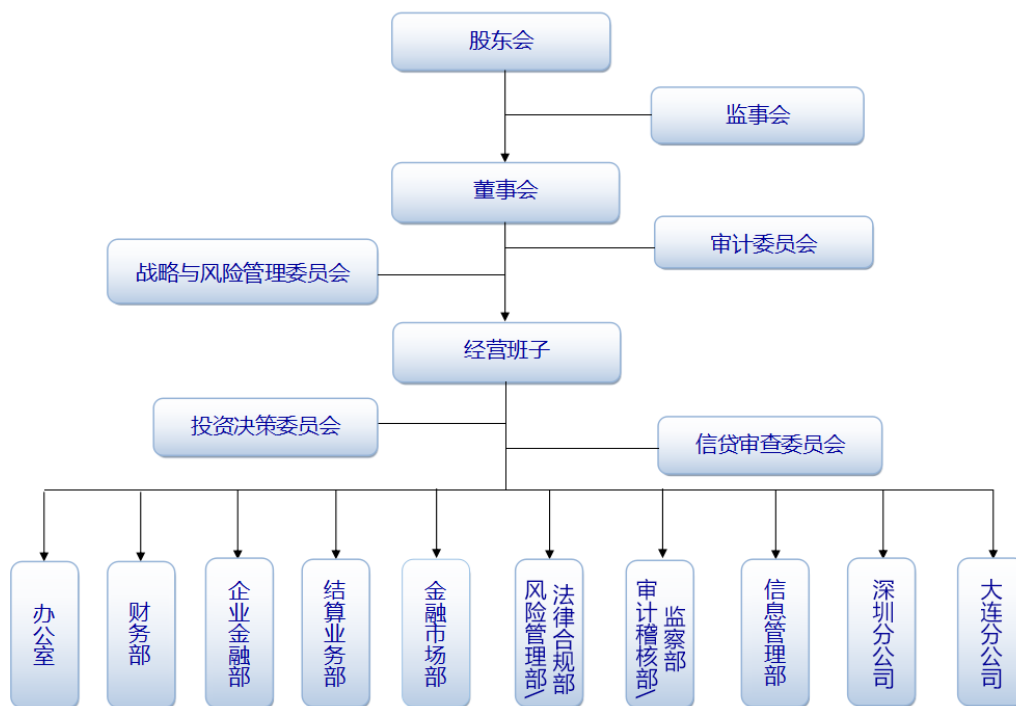 股东会
监事会
董事会
审计委员会
战略与风险管理委员会
经营班子
投资决策委员会
信贷审查委员会
办公室
财务部
企业金融部
结算业务部
金融市场部
风险管理部/
法律合规部
审计稽核部/
监察部
信息管理部
深圳分公司
大连分公司